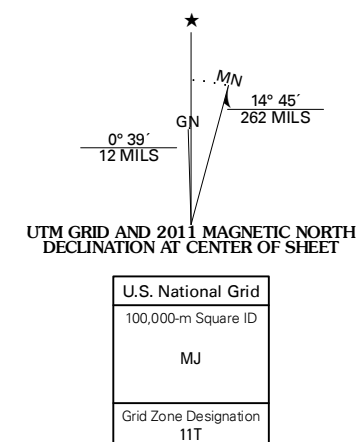 ★
MN
GN
14° 45´
262 MILS
0° 39´
12 MILS
UTM GRID AND 2011 MAGNETIC NORTH
DECLINATION AT CENTER OF SHEET
U.S. National Grid
100,000-m Square ID
MJ
Grid Zone Designation
11T